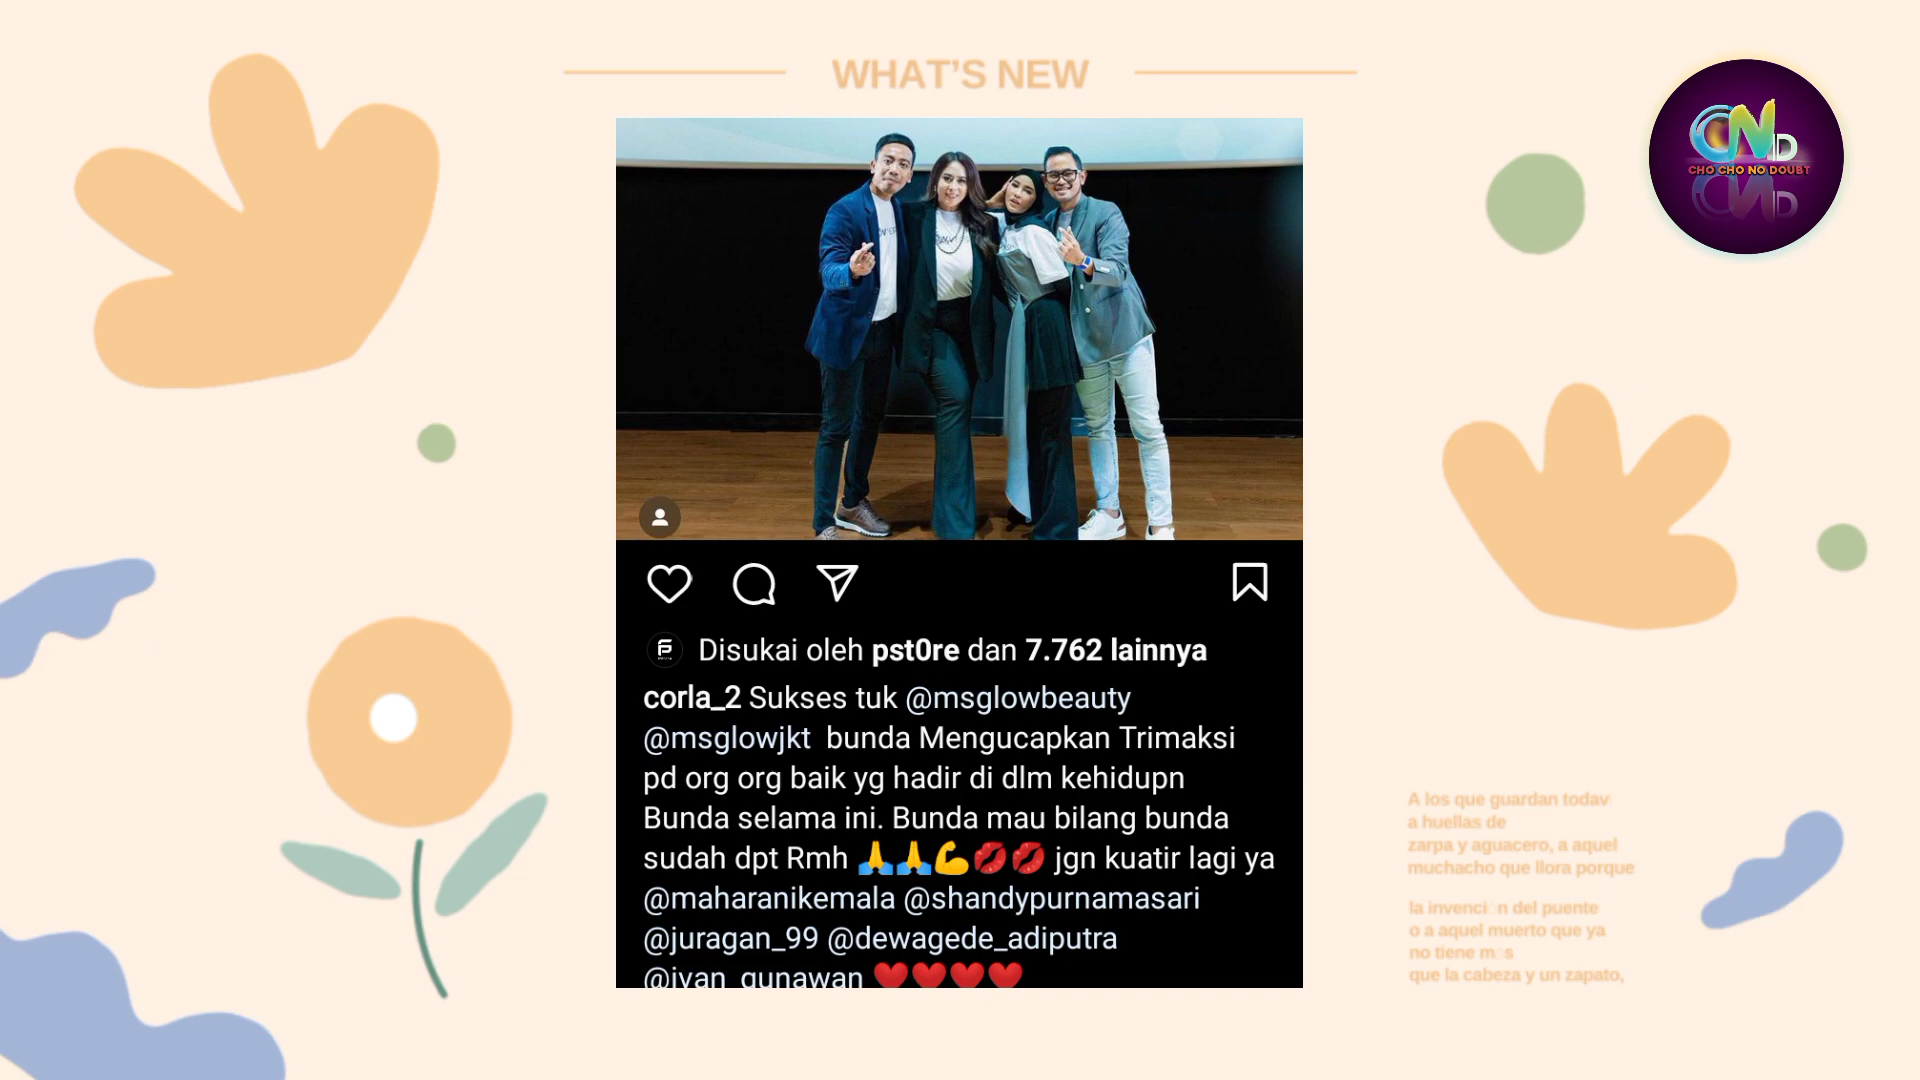 WHAT’S NEW
CND
CHO CHO NO DOUBT
Disukai oleh pst0re dan 7.762 lainnya
corla_2 Sukses tuk @msglowbeauty
@msglowjkt bunda Mengucapkan Trimaksi
pd org org baik yg hadir di dlm kehidupn
Bunda selama ini. Bunda mau bilang bunda
sudah dpt Rmh 🙏🙏💪💋💋 jgn kuatir lagi ya
@maharanikemala @shandypurnamasari
@juragan_99 @dewagede_adiputra
@ivan_gunawan ❤️❤️❤️❤️
A los que guardan todav
a huellas de
zarpa y aguacero, a aquel
muchacho que llora porque
la invenci n del puente
o a aquel muerto que ya
no tiene m s
que la cabeza y un zapato,